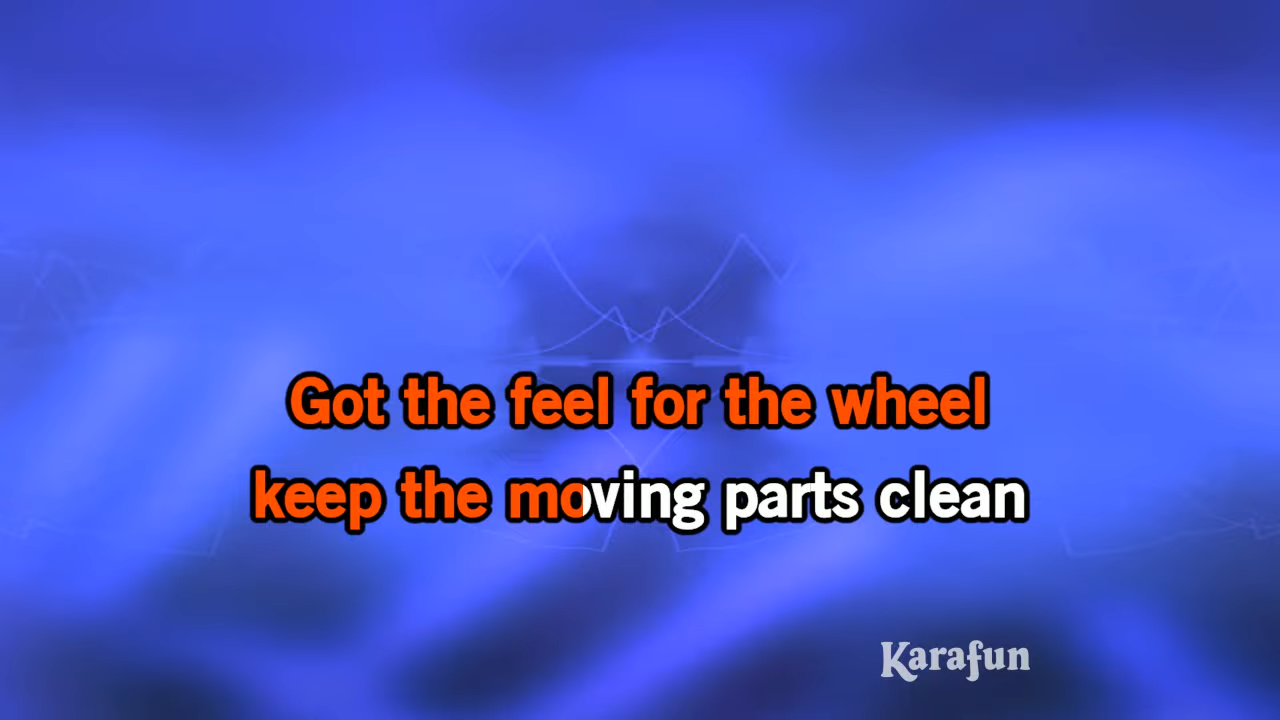 Got the feel for the wheel
keep the moving parts clean
Karafun